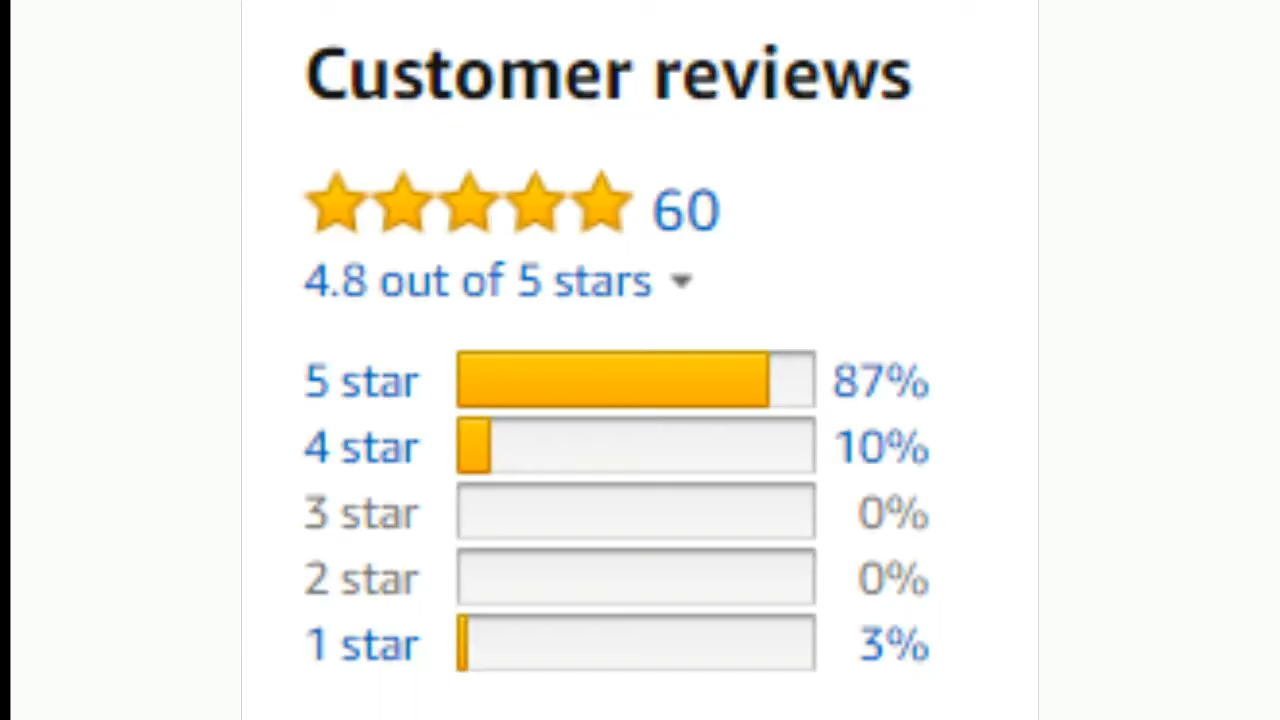 Customer reviews
60
4.8 out of 5 stars
5 star 87%
4 star 10%
3 star 0%
2 star 0%
1 star 3%